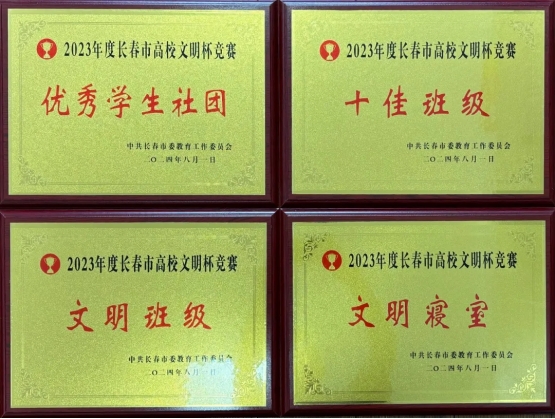 2023年度长春市高校文明杯竞赛
优秀学生社团
中共长春市委教育工作委员会
二〇二四年八月一日
2023年度长春市高校文明杯竞赛
十佳班级
中共长春市委教育工作委员会
二〇二四年八月一日
2023年度长春市高校文明杯竞赛
文明班级
中共长春市委教育工作委员会
二〇二四年八月一日
2023年度长春市高校文明杯竞赛
文明寝室
中共长春市委教育工作委员会
二〇二四年八月一日